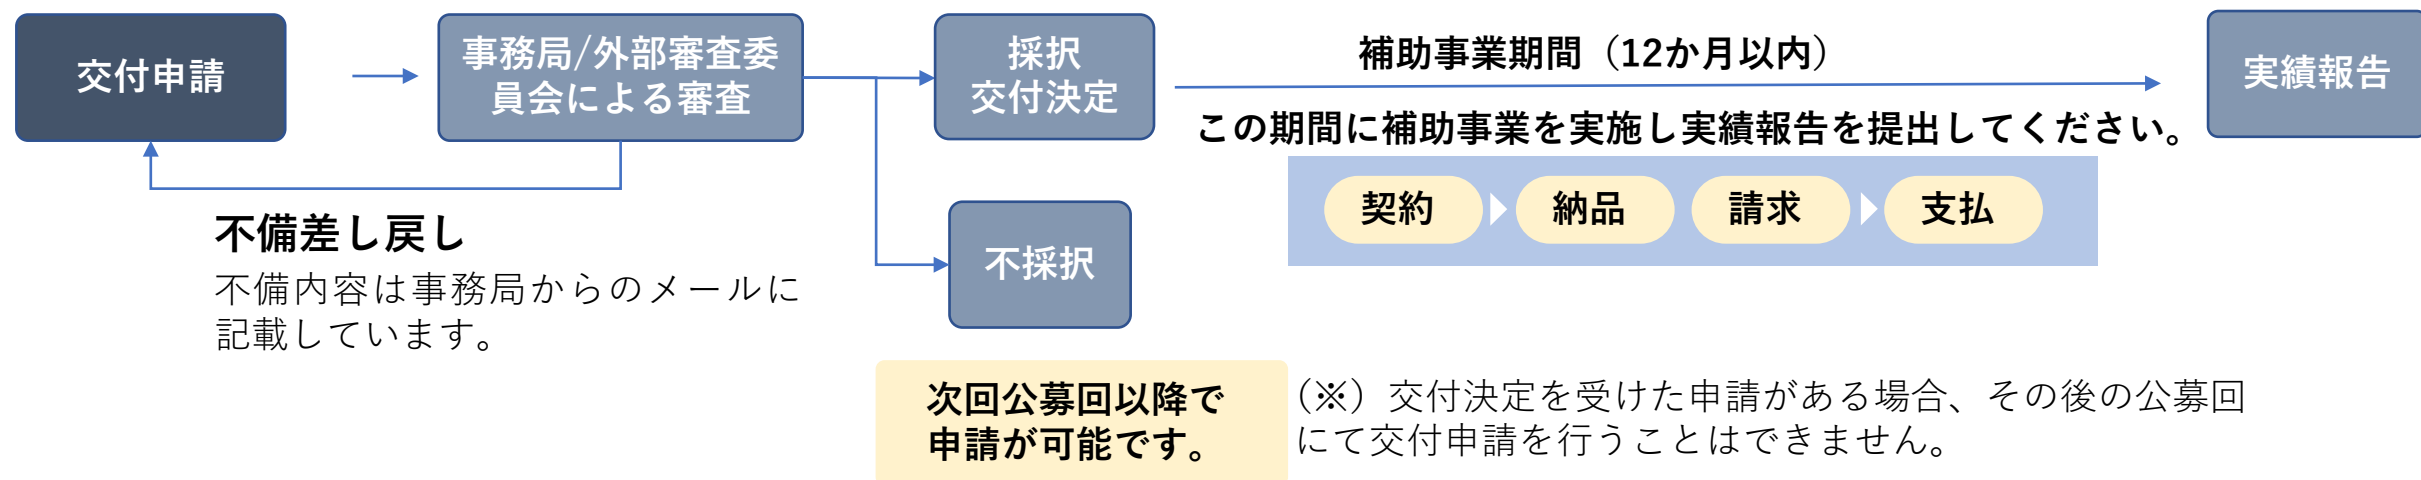 交付申請
事務局/外部審査委
員会による審査
採択
交付決定
補助事業期間（12か月以内）
実績報告
この期間に補助事業を実施し実績報告を提出してください。
契約
納品
請求
支払
不備差し戻し
不備内容は事務局からのメールに
記載しています。
不採択
次回公募回以降で
申請が可能です。
（※）交付決定を受けた申請がある場合、その後の公募回
にて交付申請を行うことはできません。